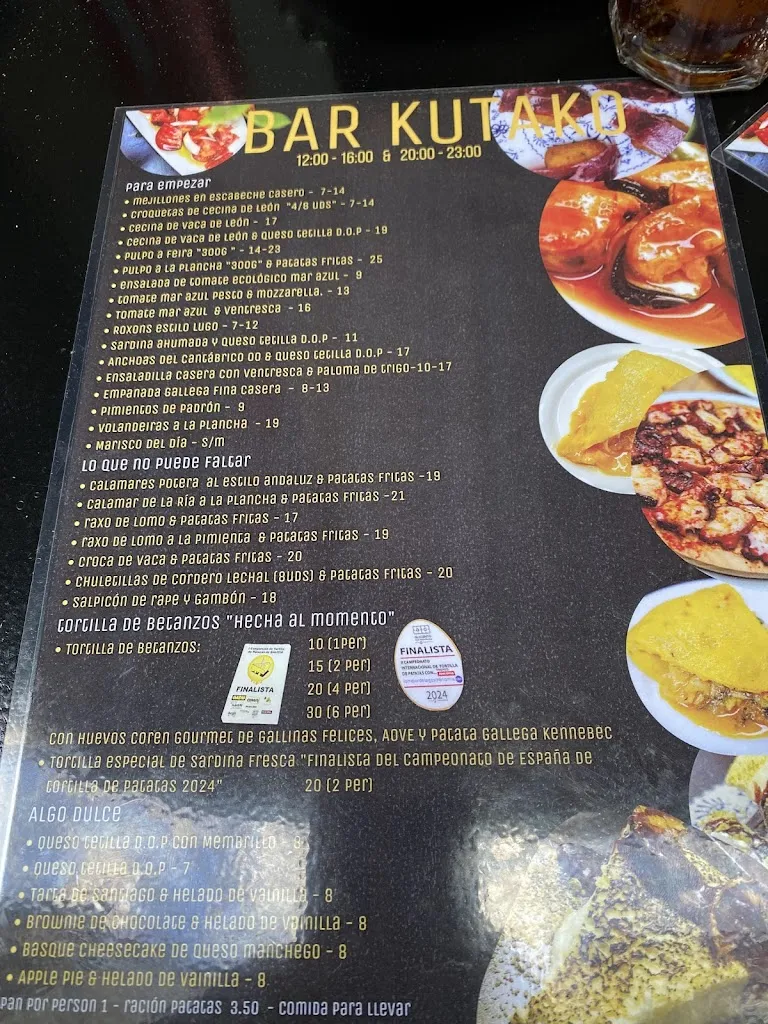 BAR KUTAKO
12:00 - 16:00 & 20:00 - 23:00
Para empezar
• Mejillones en escabeche casero - 7-14
• Croquetas de cecina de León "4/8 uds" - 7-14
• Cecina de vaca de León - 17
• Cecina de vaca de León & queso tetilla D.O.P - 19
• Pulpo a feira "300g " - 14-23
• Pulpo a la plancha "300g" & patatas fritas - 25
• ensalada de tomate ecológico mar azul - 9
• tomate mar azul pesto & mozzarella. - 13
• Tomate mar azul & ventresca - 16
• Roxons estilo Lugo - 7-12
• Sardina ahumada y queso tetilla D.O.P - 11
• Anchoas del Cantábrico OO & queso tetilla D.O.P - 17
• Ensaladilla casera con ventresca & paloma de trigo-10-17
• Empanada gallega fina casera - 8-13
• Pimientos de Padrón - 9
• Volandeiras a la plancha - 19
• Marisco del día - S/M
Lo que no puede faltar
• Calamares potera al estilo andaluz & patatas fritas -19
• Calamar de la ría a la plancha & patatas fritas -21
• raxo de lomo & patatas fritas - 17
• raxo de lomo a la pimienta & patatas fritas - 19
• Croca de vaca & patatas fritas - 20
• Chuletillas de cordero lechal (8uds) & patatas fritas - 20
• Salpicón de rape y gambón - 18
tortilla de Betanzos "Hecha al momento"
• Tortilla de Betanzos: 10 (1Per)
15 (2 Per)
20 (4 Per)
30 (6 Per)
FINALISTA
FINALISTA
II CAMPEONATO
INTERNACIONAL DE TORTILLA
DE PATATAS CON...
2024
Con huevos Coren gourmet de gallinas felices, AOVE y patata gallega Kennebec
• Tortilla especial de sardina fresca "Finalista del campeonato de España de
tortilla de patatas 2024" 20 (2 Per)
ALGO DULCE
• Queso tetilla D.O.P con membrillo - 8
• Queso tetilla D.O.P - 7
• Tarta de Santiago & helado de vainilla - 8
• Brownie de chocolate & helado de vainilla - 8
• Basque cheesecake de queso manchego - 8
• Apple pie & helado de vainilla - 8
Pan por person 1 - ración patatas 3.50 - Comida para llevar